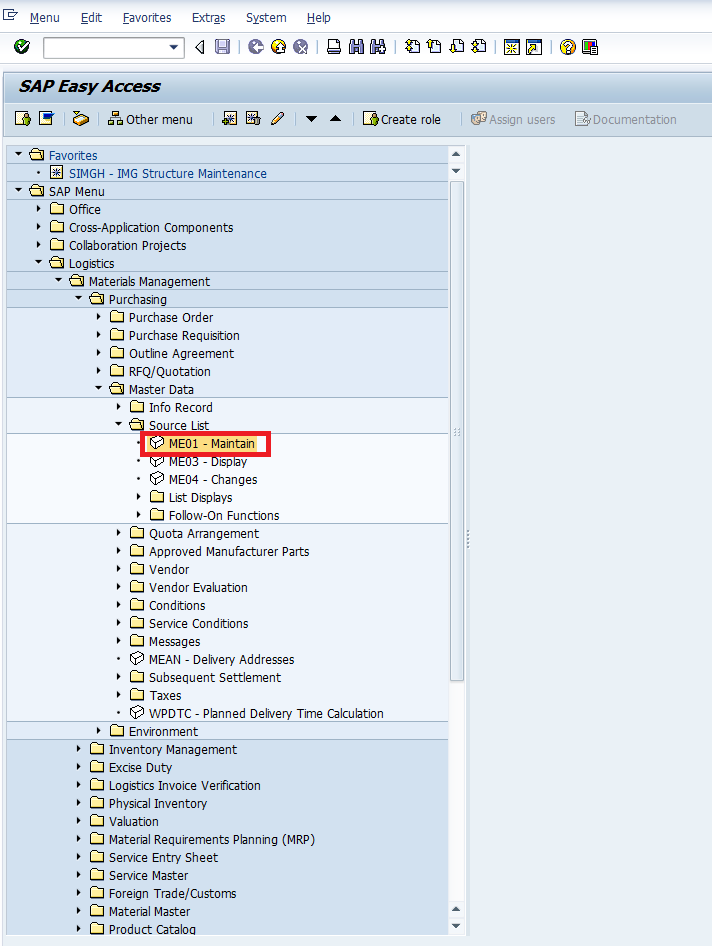 Menu Edit Favorites Extras System Help
SAP Easy Access
Other menu Create role Assign users Documentation
Favorites
SIMGH - IMG Structure Maintenance
SAP Menu
Office
Cross-Application Components
Collaboration Projects
Logistics
Materials Management
Purchasing
Purchase Order
Purchase Requisition
Outline Agreement
RFQ/Quotation
Master Data
Info Record
Source List
ME01 - Maintain
ME03 - Display
ME04 - Changes
List Displays
Follow-On Functions
Quota Arrangement
Approved Manufacturer Parts
Vendor
Vendor Evaluation
Conditions
Service Conditions
Messages
MEAN - Delivery Addresses
Subsequent Settlement
Taxes
WPDTC - Planned Delivery Time Calculation
Environment
Inventory Management
Excise Duty
Logistics Invoice Verification
Physical Inventory
Valuation
Material Requirements Planning (MRP)
Service Entry Sheet
Service Master
Foreign Trade/Customs
Material Master
Product Catalog